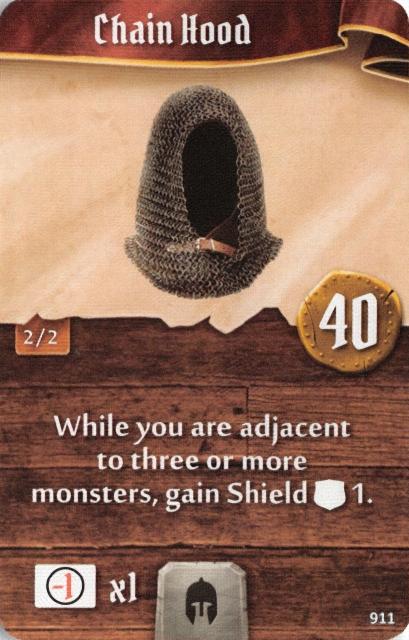 Chain Hood
2/2
40
While you are adjacent
to three or more
monsters, gain Shield 1.
-1 x1
911